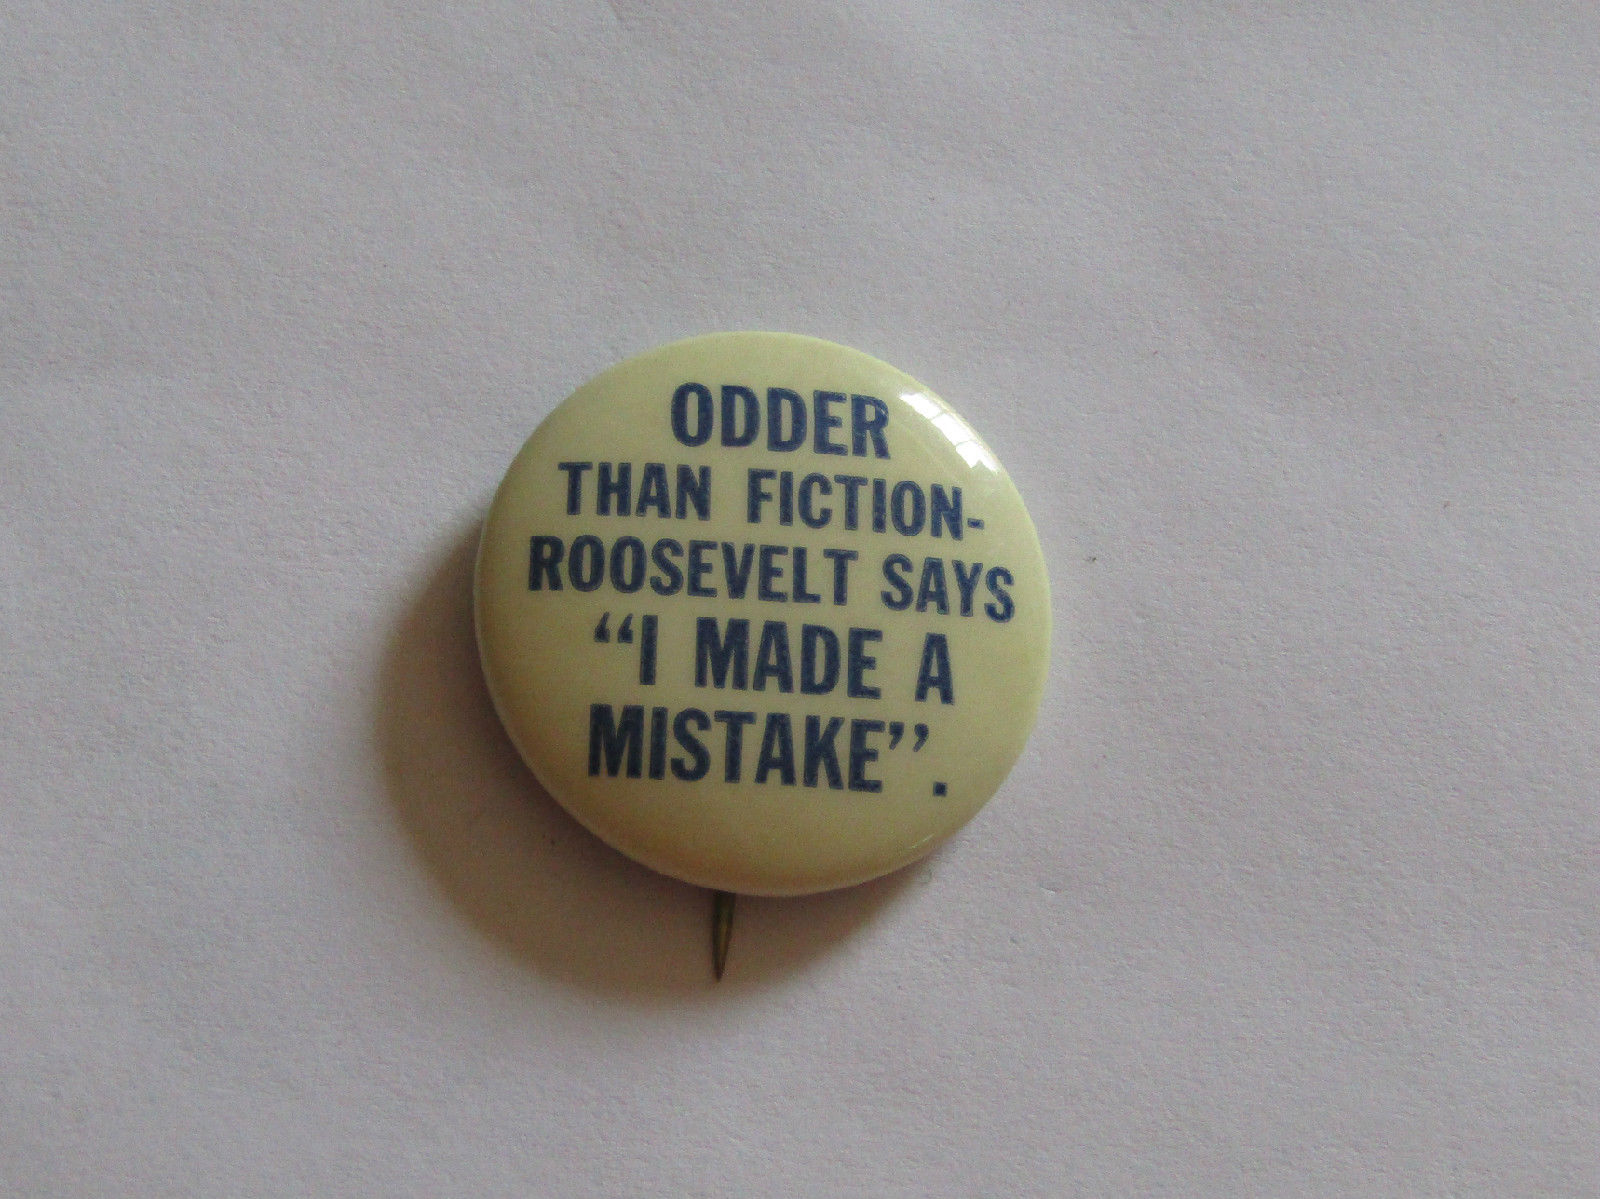 ODDER
THAN FICTION-
ROOSEVELT SAYS
“I MADE A
MISTAKE”.